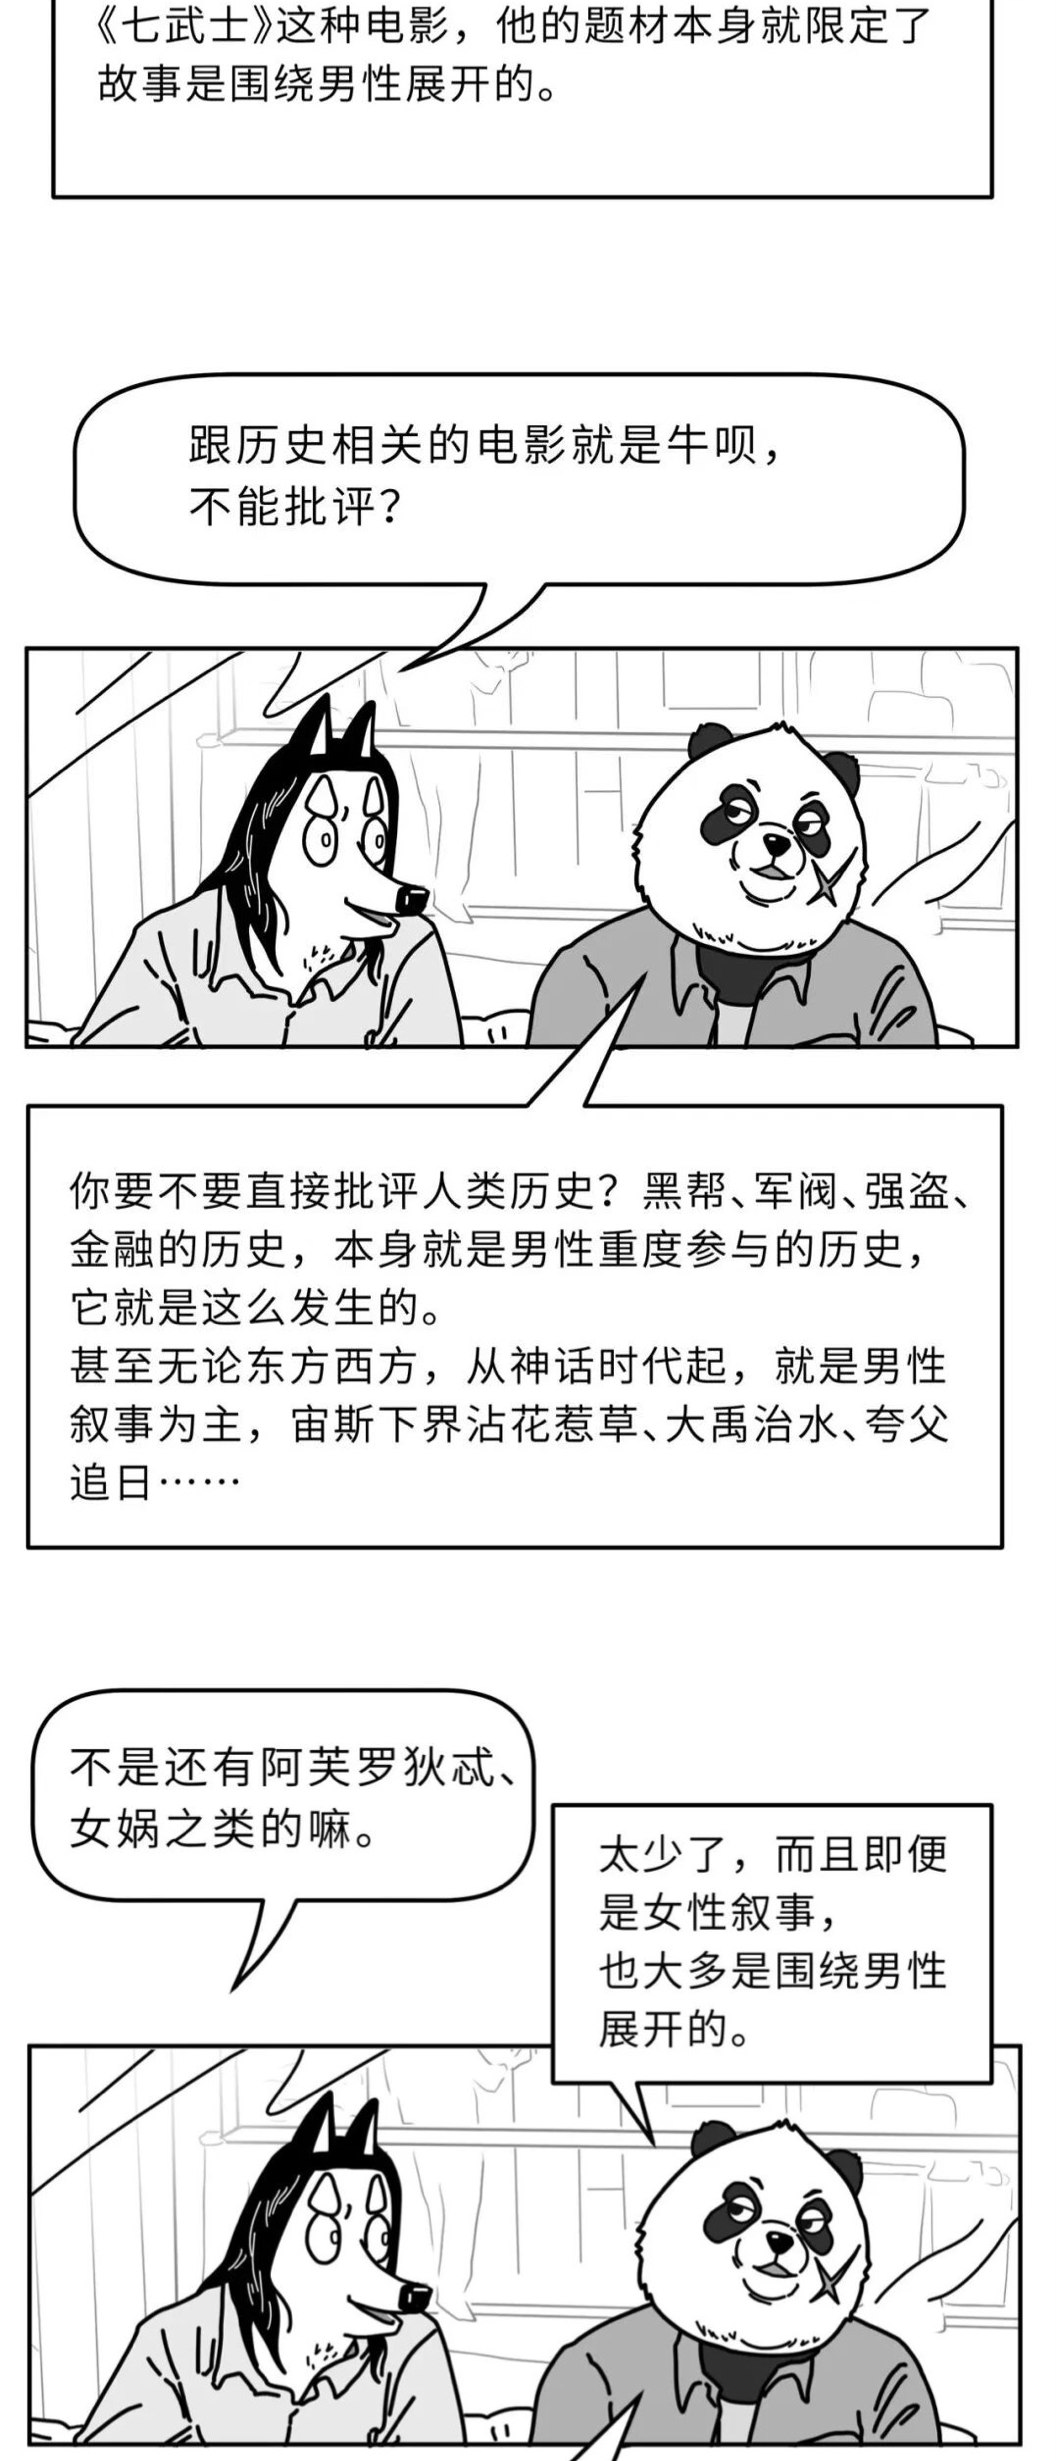 《七武士》这种电影，他的题材本身就限定了
故事是围绕男性展开的。
跟历史相关的电影就是牛呗，
不能批评？
你要不要直接批评人类历史？黑帮、军阀、强盗、
金融的历史，本身就是男性重度参与的历史，
它就是这么发生的。
甚至无论东方西方，从神话时代起，就是男性
叙事为主，宙斯下界沾花惹草、大禹治水、夸父
追日……
不是还有阿芙罗狄忒、
女娲之类的嘛。
太少了，而且即便
是女性叙事，
也大多是围绕男性
展开的。